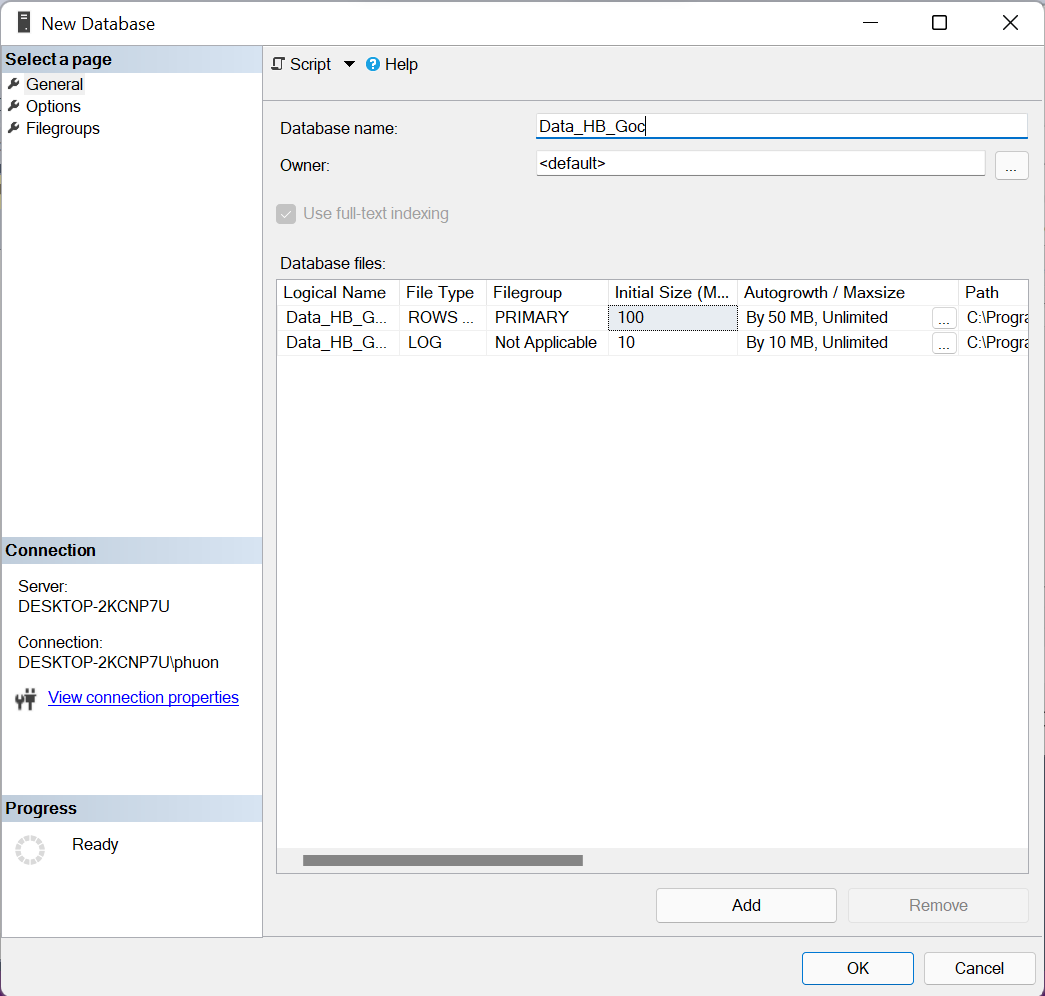 New Database
Select a page
General
Options
Filegroups
Script Help
Database name: Data_HB_Goc
Owner: <default> ...
Use full-text indexing
Database files:
Logical Name File Type Filegroup Initial Size (M... Autogrowth / Maxsize Path
Data_HB_G... ROWS ... PRIMARY 100 By 50 MB, Unlimited ... C:\Progra
Data_HB_G... LOG Not Applicable 10 By 10 MB, Unlimited ... C:\Progra
Connection
Server:
DESKTOP-2KCNP7U
Connection:
DESKTOP-2KCNP7U\phuon
View connection properties
Progress
Ready
Add Remove
OK Cancel